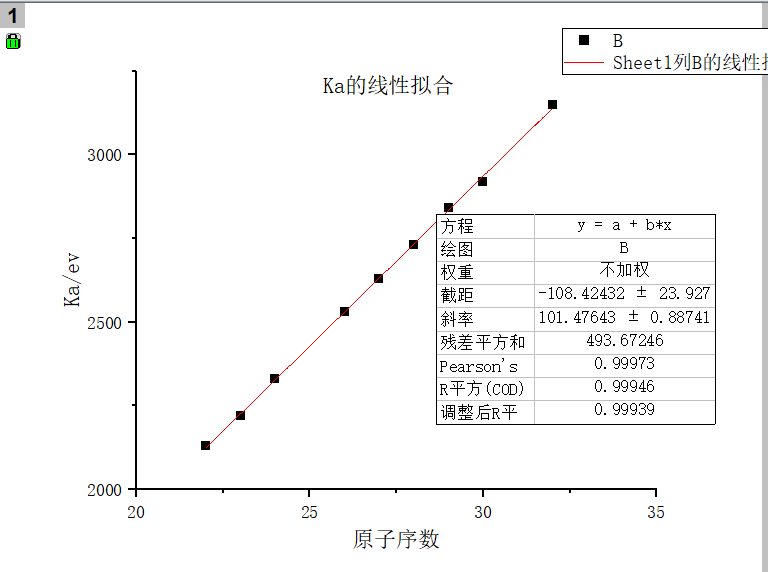 1
B
Sheet1列B的线性拟
Ka的线性拟合
3000
2500
2000
Ka/ev
20
25
30
35
原子序数
方程 y = a + b*x
绘图 B
权重 不加权
截距 -108.42432 ± 23.927
斜率 101.47643 ± 0.88741
残差平方和 493.67246
Pearson's 0.99973
R平方(COD) 0.99946
调整后R平 0.99939